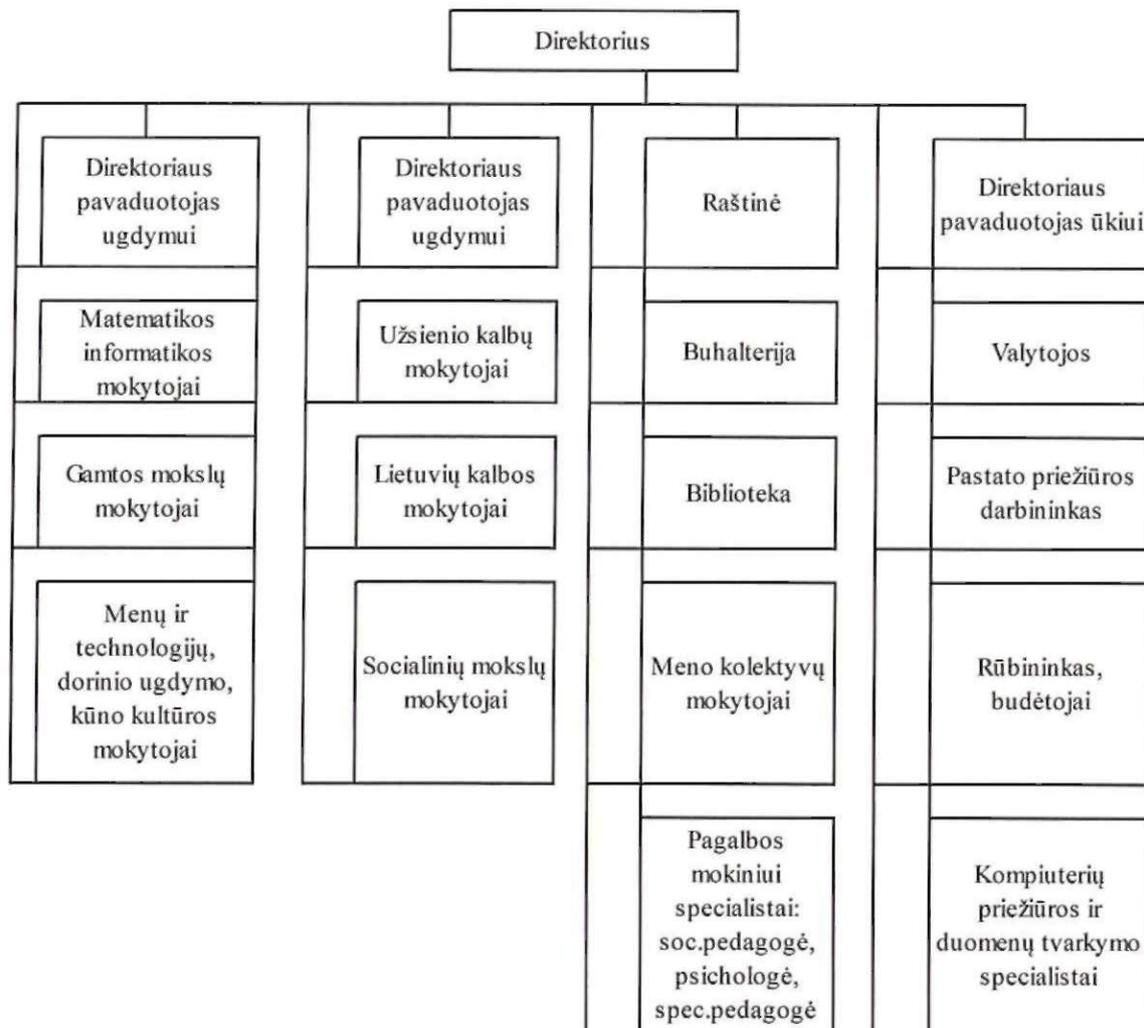 Direktorius
Direktoriaus
pavaduotojas
ugdymui
Direktoriaus
pavaduotojas
ugdymui
Raštinė
Direktoriaus
pavaduotojas ūkiui
Matematikos
informatikos
mokytojai
Užsienio kalbų
mokytojai
Buhalterija
Valytojos
Gamtos mokslų
mokytojai
Lietuvių kalbos
mokytojai
Biblioteka
Pastato priežiūros
darbininkas
Menų ir
technologijų,
dorinio ugdymo,
kūno kultūros
mokytojai
Socialinių mokslų
mokytojai
Meno kolektyvų
mokytojai
Rūbininkas,
budėtojai
Pagalbos
mokiniui
specialistai:
soc.pedagogė,
psichologė,
spec.pedagogė
Kompiuterių
priežiūros ir
duomenų tvarkymo
specialistai